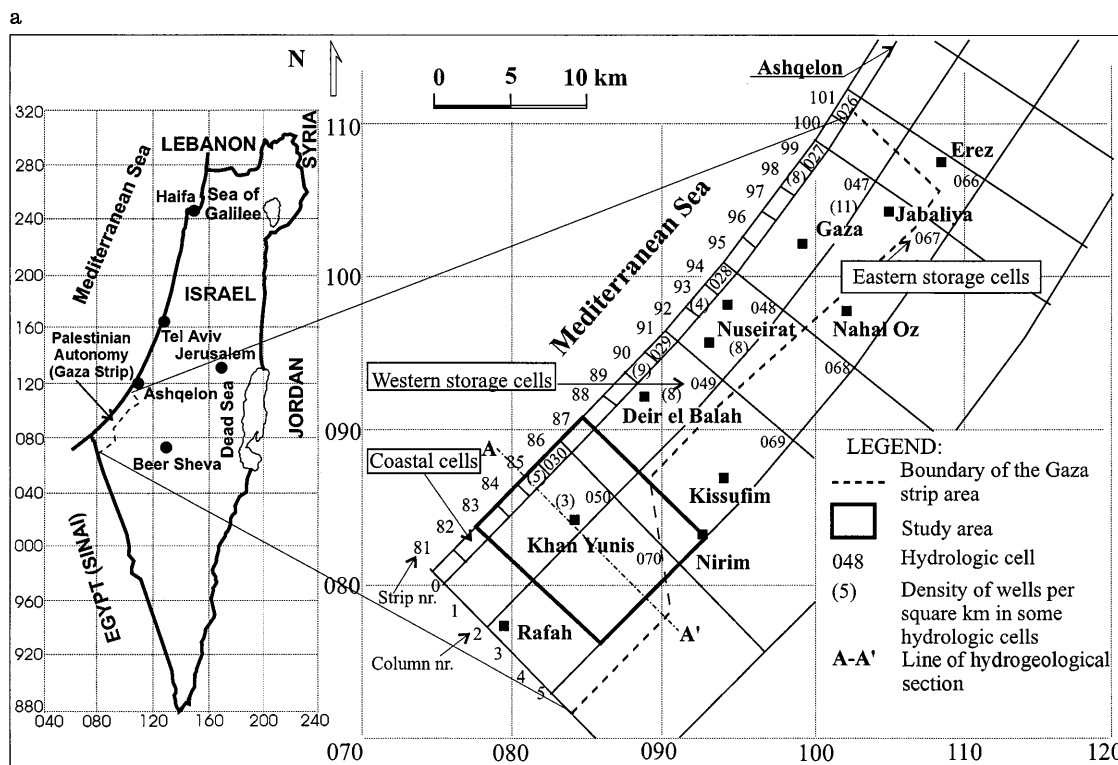 a
N
0 5 10 km
320
280
240
200
160
120
080
040
000
960
920
880
040 080 120 160 200 240
LEBANON
SYRIA
Mediterranean Sea
Haifa
Sea of
Galilee
ISRAEL
Palestinian
Autonomy
(Gaza Strip)
Tel Aviv
Jerusalem
Ashqelon
Dead Sea
JORDAN
Beer Sheva
EGYPT (SINAI)
110
100
090
080
070 080 090 100 110 120
Ashqelon
Mediterranean Sea
101
100
99
98
97
96
95
94
93
92
91
90
89
88
87
86
85
84
83
82
81
026
027
(8)
028
(4)
029
(9)
030
(5)
047
(11)
048
(8)
049
(8)
050
(3)
066
067
068
069
070
Erez
Jabaliya
Gaza
Eastern storage cells
Nuseirat
Nahal Oz
Western storage cells
Deir el Balah
Coastal cells
A
Kissufim
Khan Yunis
Nirim
Rafah
A'
Strip nr.
Column nr.
0
1
2
3
4
5
LEGEND:
Boundary of the Gaza
strip area
Study area
048 Hydrologic cell
(5) Density of wells per
square km in some
hydrologic cells
A-A' Line of hydrogeological
section